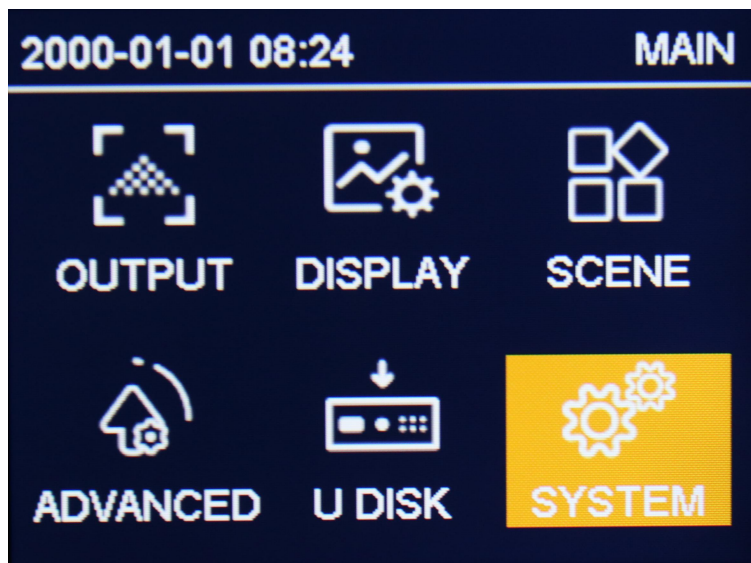 2000-01-01 08:24 MAIN
OUTPUT DISPLAY SCENE
ADVANCED U DISK SYSTEM